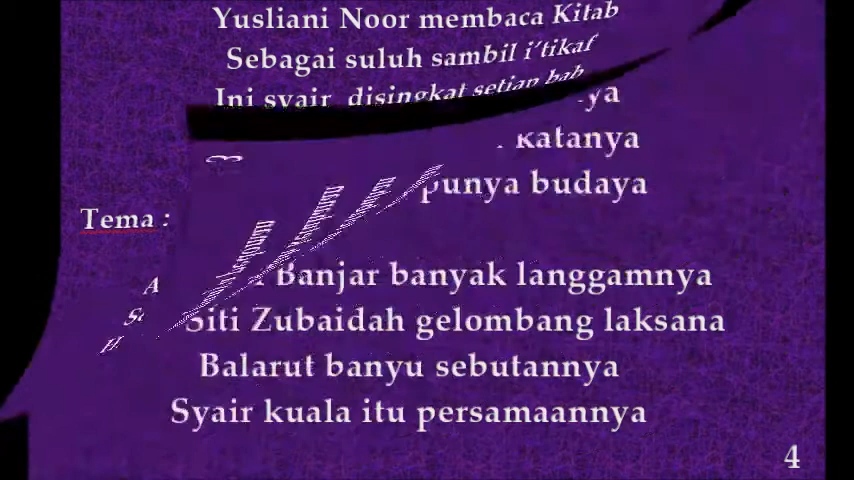 Yusliani Noor membaca Kitab
Sebagai suluh sambil i'tikaf
Ini syair disingkat setiap bab
katanya
punya budaya
Tema :
Banjar banyak langgamnya
Siti Zubaidah gelombang laksana
Balarut banyu sebutannya
Syair kuala itu persamaannya
4